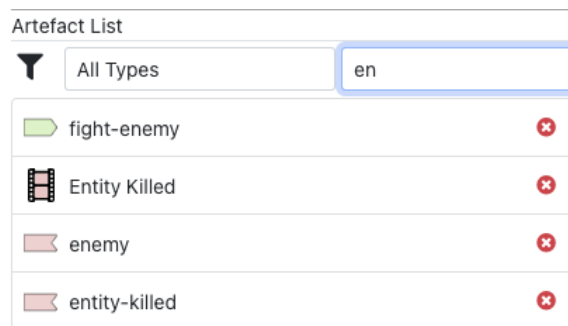 Artefact List
All Types en
fight-enemy
Entity Killed
enemy
entity-killed